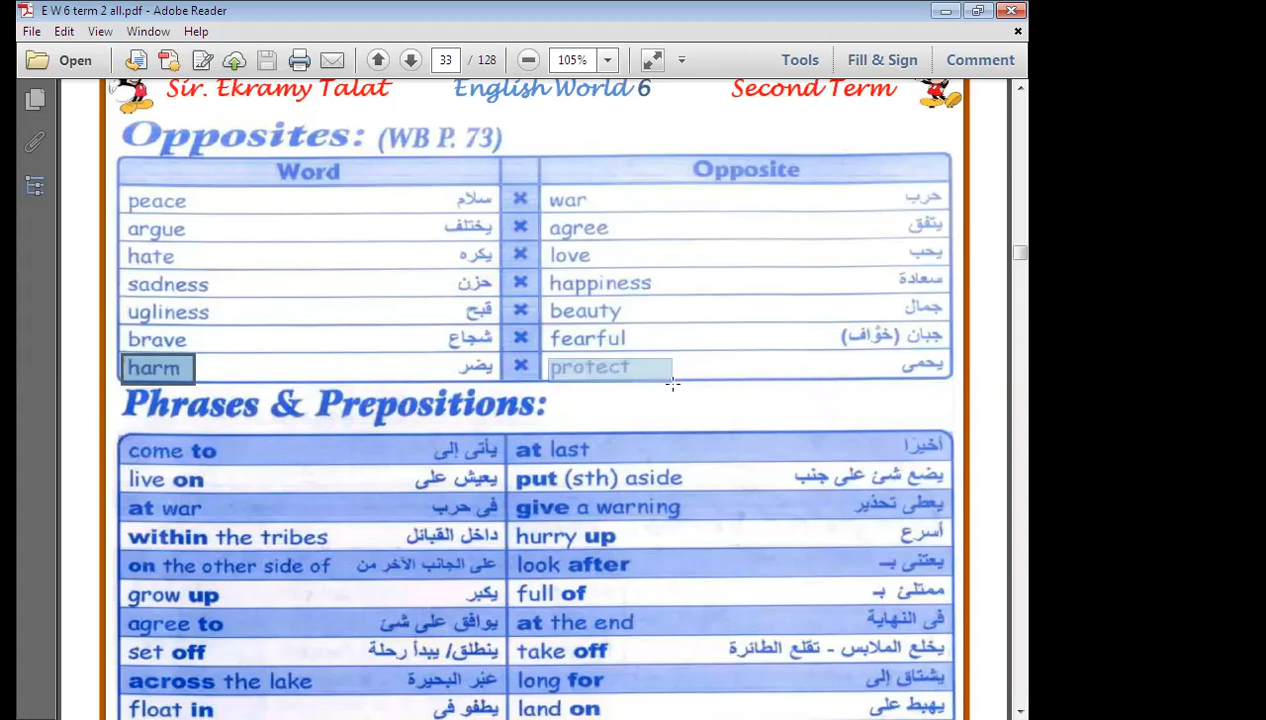 E W 6 term 2 all.pdf - Adobe Reader
File Edit View Window Help
Open 33 / 128 105% Tools Fill & Sign Comment
Sir. Ekramy Talat English World 6 Second Term
Opposites: (WB P. 73)
Word Opposite
peace سلام × war حرب
argue يختلف × agree يتفق
hate يكره × love يحب
sadness حزن × happiness سعادة
ugliness قبح × beauty جمال
brave شجاع × fearful جبان (خوَّاف)
harm يضر × protect يحمى
Phrases & Prepositions:
come to يأتى إلى at last أخيرًا
live on يعيش على put (sth) aside يضع شئ على جنب
at war فى حرب give a warning يعطى تحذير
within the tribes داخل القبائل hurry up أسرع
on the other side of على الجانب الآخر من look after يعتنى بـ
grow up يكبر full of ممتلئ بـ
agree to يوافق على شئ at the end فى النهاية
set off ينطلق/ يبدأ رحلة take off يخلع الملابس - تقلع الطائرة
across the lake عبْر البحيرة long for يشتاق إلى
float in يطفو فى land on يهبط على